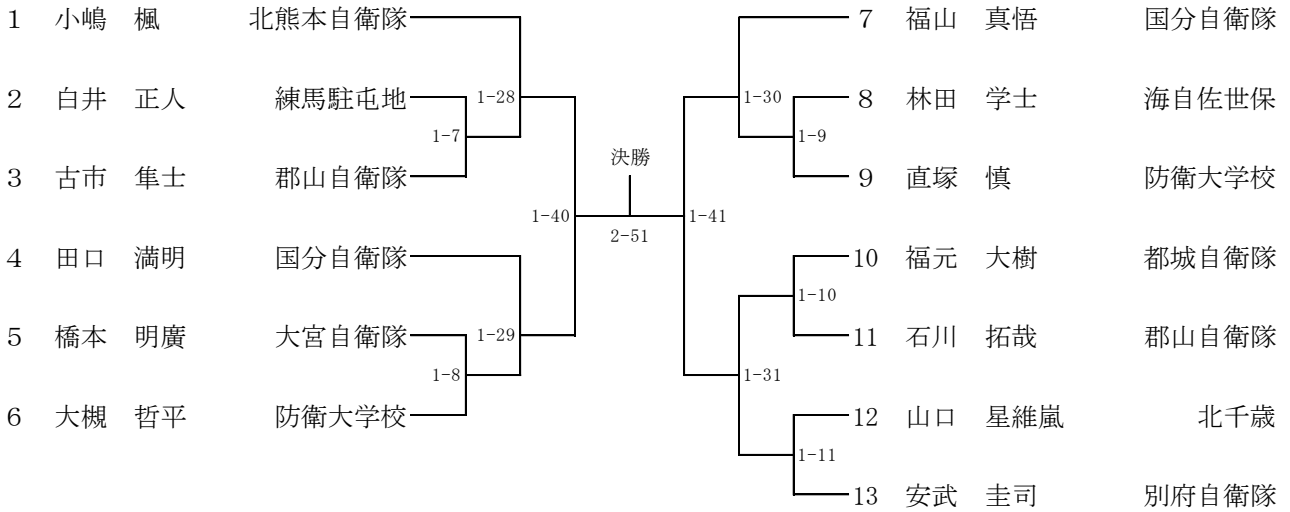 1 小嶋 楓 北熊本自衛隊
7 福山 真悟 国分自衛隊
2 白井 正人 練馬駐屯地
1-28
1-30
8 林田 学士 海自佐世保
1-7
1-9
3 古市 隼士 郡山自衛隊
決勝
9 直塚 慎 防衛大学校
1-40
2-51
1-41
4 田口 満明 国分自衛隊
10 福元 大樹 都城自衛隊
1-10
5 橋本 明廣 大宮自衛隊
1-29
11 石川 拓哉 郡山自衛隊
1-8
1-31
6 大槻 哲平 防衛大学校
12 山口 星維嵐 北千歳
1-11
13 安武 圭司 別府自衛隊